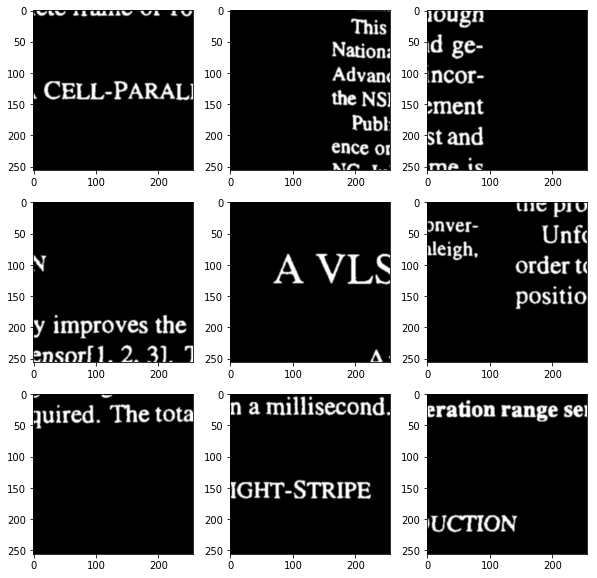 0
50
100
150
200
250
0 100 200
frame of
CELL-PARALL
0
50
100
150
200
250
0 100 200
This
Nationa
Advanc
the NSI
Publ
ence or
0
50
100
150
200
250
0 100 200
ough
d ge-
incor-
ement
st and
me is
0
50
100
150
200
250
0 100 200
N
y improves the
ensor[1, 2, 3].
0
50
100
150
200
250
0 100 200
A VLS
A
0
50
100
150
200
250
0 100 200
the pro
onver-
Unfo
aleigh,
order to
positio
0
50
100
150
200
250
0 100 200
quired. The tota
0
50
100
150
200
250
0 100 200
n a millisecond.
IGHT-STRIPE
0
50
100
150
200
250
0 100 200
eration range sen
DUCTION